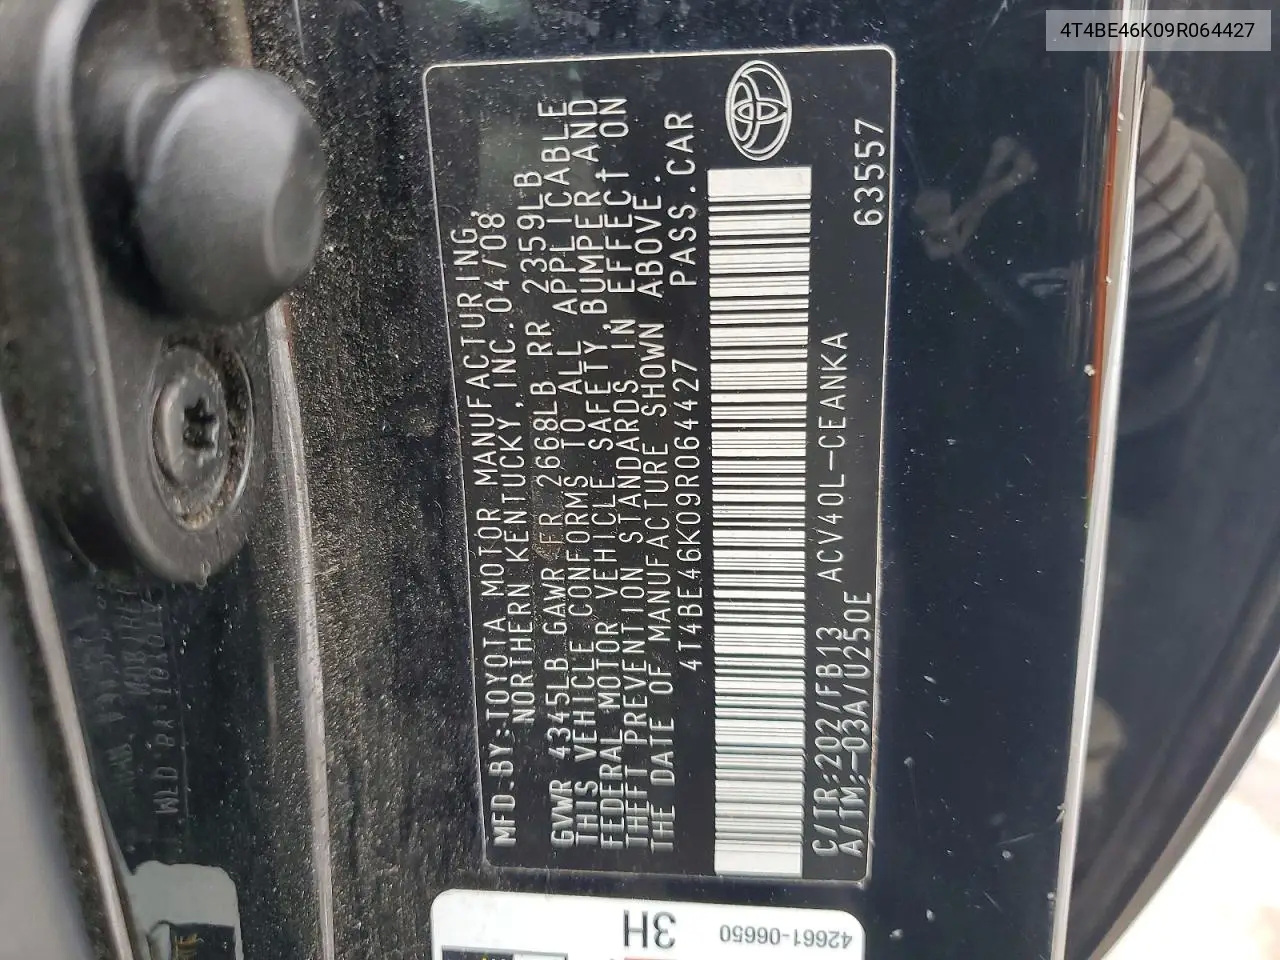 4T4BE46K09R064427
MFD.BY:TOYOTA MOTOR MANUFACTURING,
NORTHERN KENTUCKY,INC.04/08
GVWR 4345LB GAWR FR 2668LB RR 2359LB
THIS VEHICLE CONFORMS TO ALL APPLICABLE
FEDERAL MOTOR VEHICLE SAFETY,BUMPER,AND
THEFT PREVENTION STANDARDS IN EFFECT ON
THE DATE OF MANUFACTURE SHOWN ABOVE.
4T4BE46K09R064427 PASS.CAR
C/TR:202/FB13 ACV40L-CEANKA 63557
A/TM:-03A/U250E
3H
42661-06650